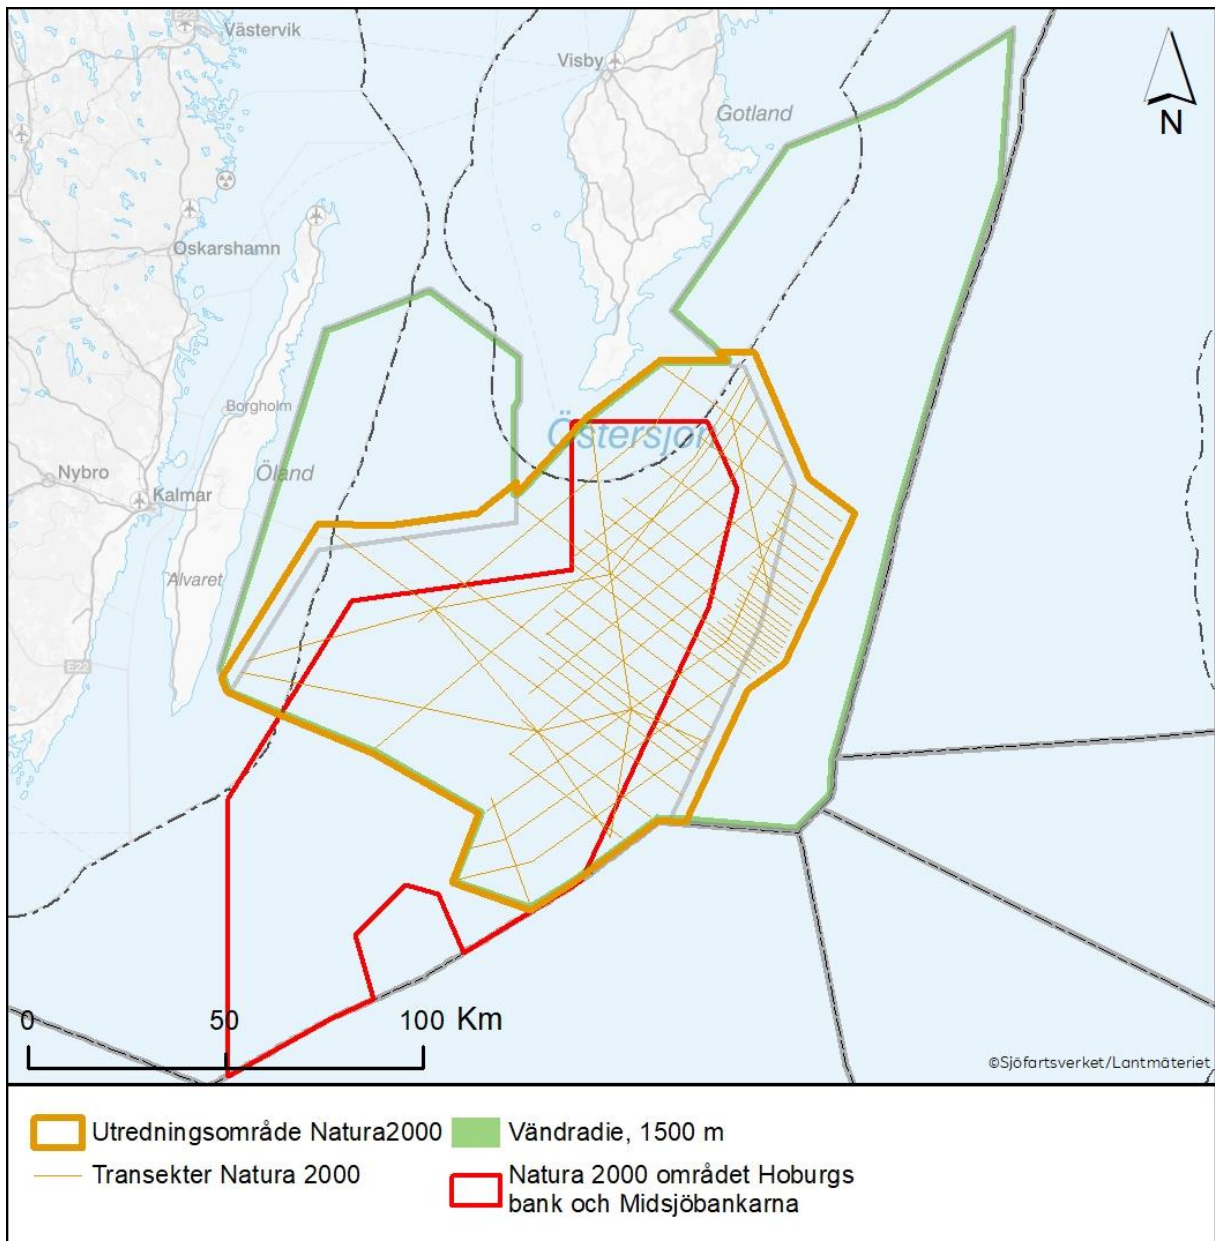 E22
Västervik
Visby
Gotland
N
Oskarshamn
Borgholm
Östersjön
Nybro
Öland
Kalmar
Alvaret
E22
0 50 100 Km
©Sjöfartsverket/Lantmäteriet
Utredningsområde Natura2000
Vändradie, 1500 m
Transekter Natura 2000
Natura 2000 området Hoburgs
bank och Midsjöbankarna